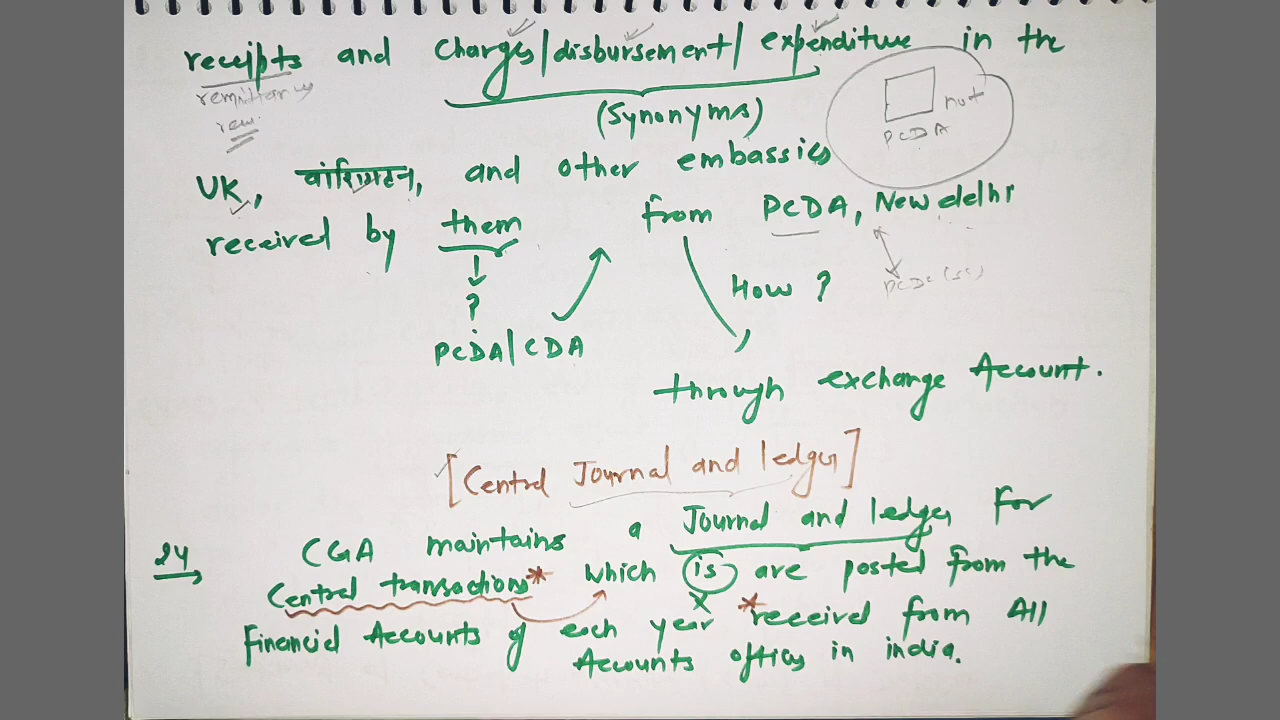 receipts and Charges/disbursement/ expenditure in the
remittance
rew.
(Synonyms)
not
PCDA
UK, वाशिंगटन, and other embassies
received by them from PCDA, New delhi
How ?
?
PCDA/CDA
through exchange Account.
[Central Journal and ledger]
24 CGA maintains a Journal and ledger for
Central transactions* which is are posted from the
x
Financial Accounts of each year *received from All
Accounts offices in india.